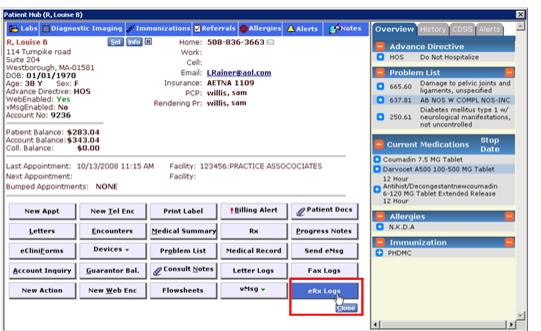 Patient Hub (R, Louise B)
Labs Diagnostic Imaging Immunizations Referrals Allergies Alerts Notes
R, Louise B Sel Info
114 Turnpike road
Suite 204
Westborough, MA-01581
DOB: 01/01/1970
Age: 38 Y Sex: F
Advance Directive: HOS
WebEnabled: Yes
vMsgEnabled: No
Account No: 9236
Home: 508-836-3663
Work:
Cell:
Email: LRainer@aol.com
Insurance: AETNA 1109
PCP: willis, sam
Rendering Pr: willis, sam
Patient Balance: $283.04
Account Balance: $343.04
Coll. Balance: $0.00
Last Appointment: 10/13/2008 11:15 AM Facility: 123456:PRACTICE ASSOCOCIATES
Next Appointment: Facility:
Bumped Appointments: NONE
New Appt New Tel Enc Print Label !Billing Alert Patient Docs
Letters Encounters Medical Summary Rx Progress Notes
eCliniForms Devices Problem List Medical Record Send eMsg
Account Inquiry Guarantor Bal. Consult Notes Letter Logs Fax Logs
New Action New Web Enc Flowsheets vMsg eRx Logs
Close
Overview History CDSS Alerts
Advance Directive
HOS Do Not Hospitalize
Problem List
665.60 Damage to pelvic joints and
ligaments, unspecified
637.81 AB NOS W COMPL NOS-INC
250.61 Diabetes mellitus type 1 w/
neurological manifestations,
not uncontrolled
Current Medications Stop
Date
Coumadin 7.5 MG Tablet
Darvocet A500 100-500 MG Tablet
12 Hour
Antihist/Decongestantnewcoumadin
6-120 MG Tablet Extended Release
12 Hour
Allergies
N.K.D.A
Immunization
PHDMC